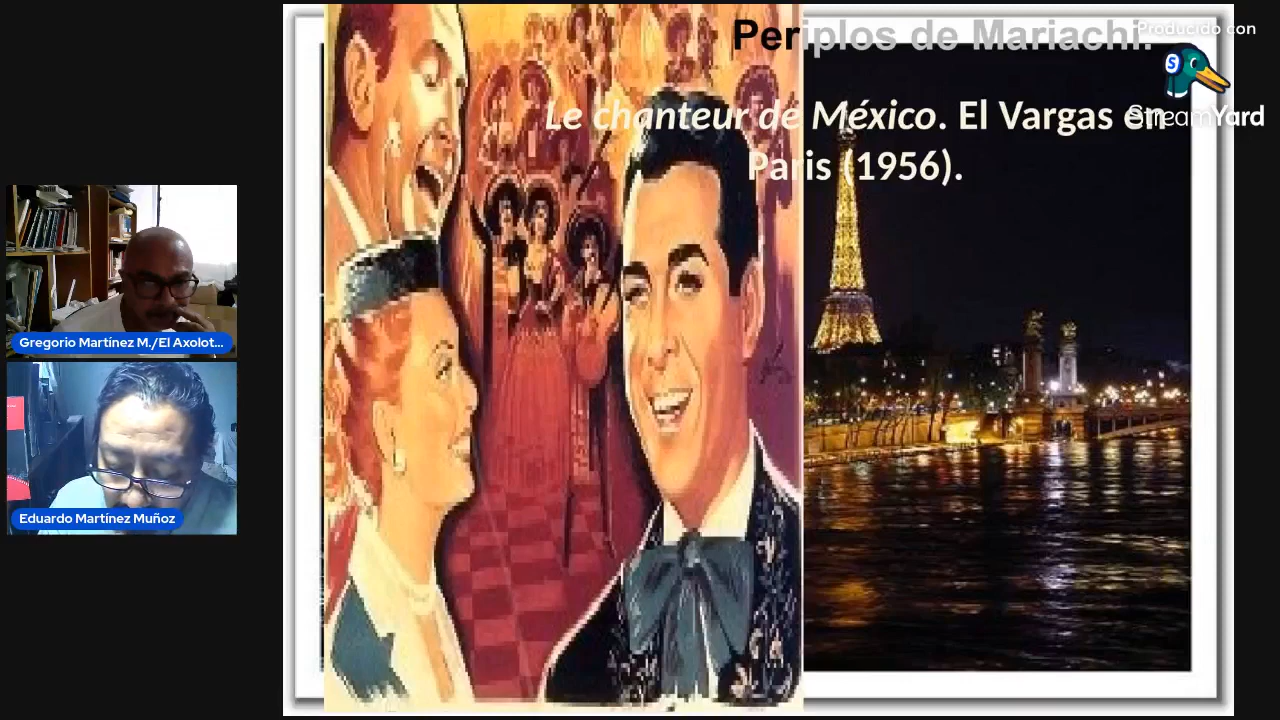 Periplos de Mariachi.
Producido con
StreamYard
Le chanteur de México. El Vargas en
Paris (1956).
Gregorio Martínez M./El Axolot...
Eduardo Martínez Muñoz